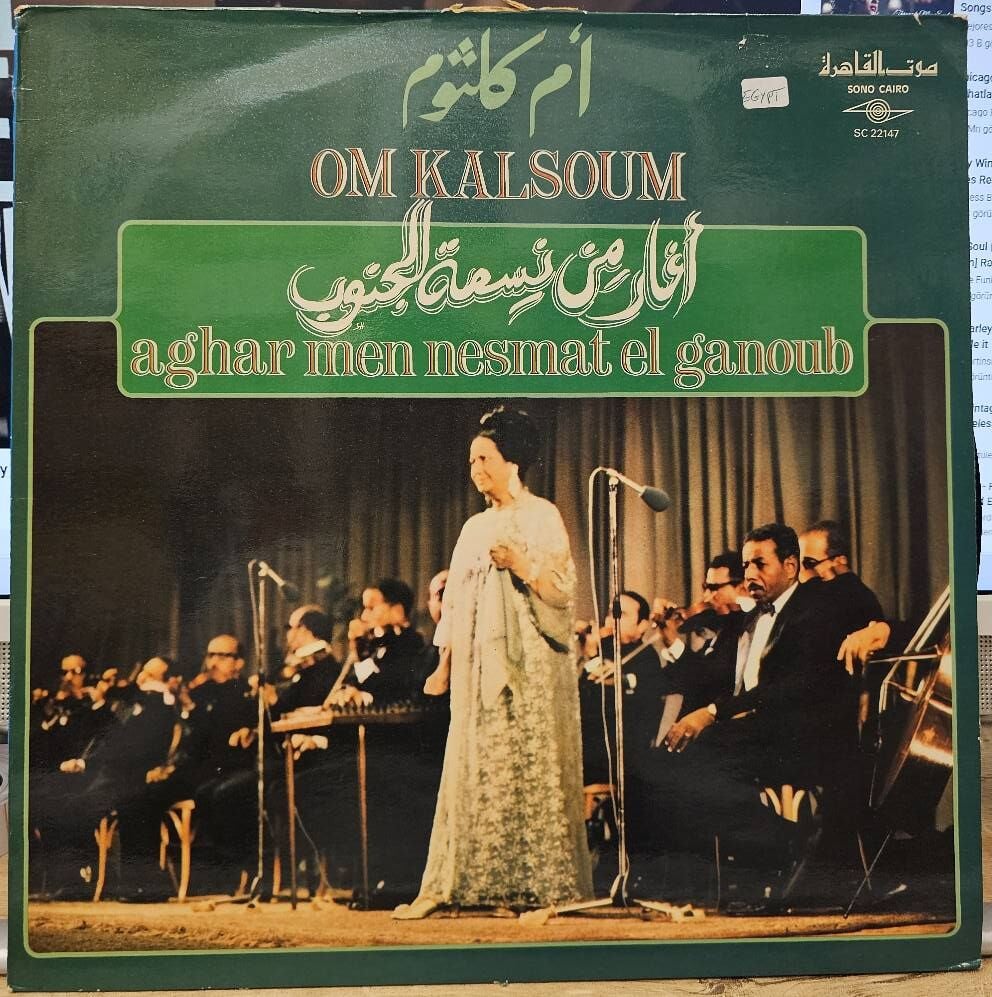 أم كلثوم
EGYPT
صوت القاهرة
SONO CAIRO
SC 22147
OM KALSOUM
أغار من نسمة الجنوب
aghar men nesmat el ganoub
Songs